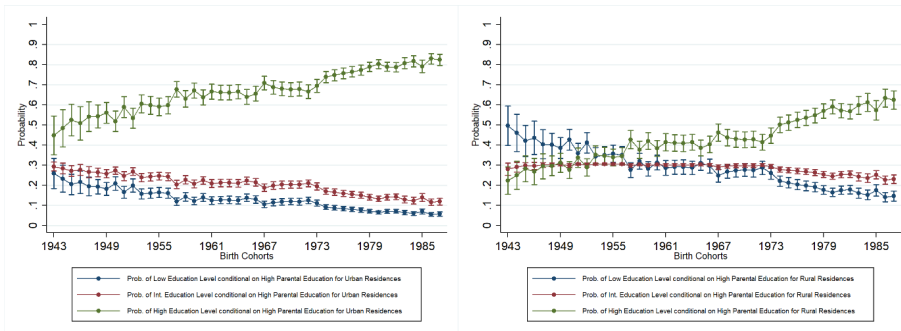 1
.9
.8
.7
.6
.5
.4
.3
.2
.1
0
Probability
1943 1949 1955 1961 1967 1973 1979 1985
Birth Cohorts
Prob. of Low Education Level conditional on High Parental Education for Urban Residences
Prob. of Int. Education Level conditional on High Parental Education for Urban Residences
Prob. of High Education Level conditional on High Parental Education for Urban Residences
1
.9
.8
.7
.6
.5
.4
.3
.2
.1
0
Probability
1943 1949 1955 1961 1967 1973 1979 1985
Birth Cohorts
Prob. of Low Education Level conditional on High Parental Education for Rural Residences
Prob. of Int. Education Level conditional on High Parental Education for Rural Residences
Prob. of High Education Level conditional on High Parental Education for Rural Residences